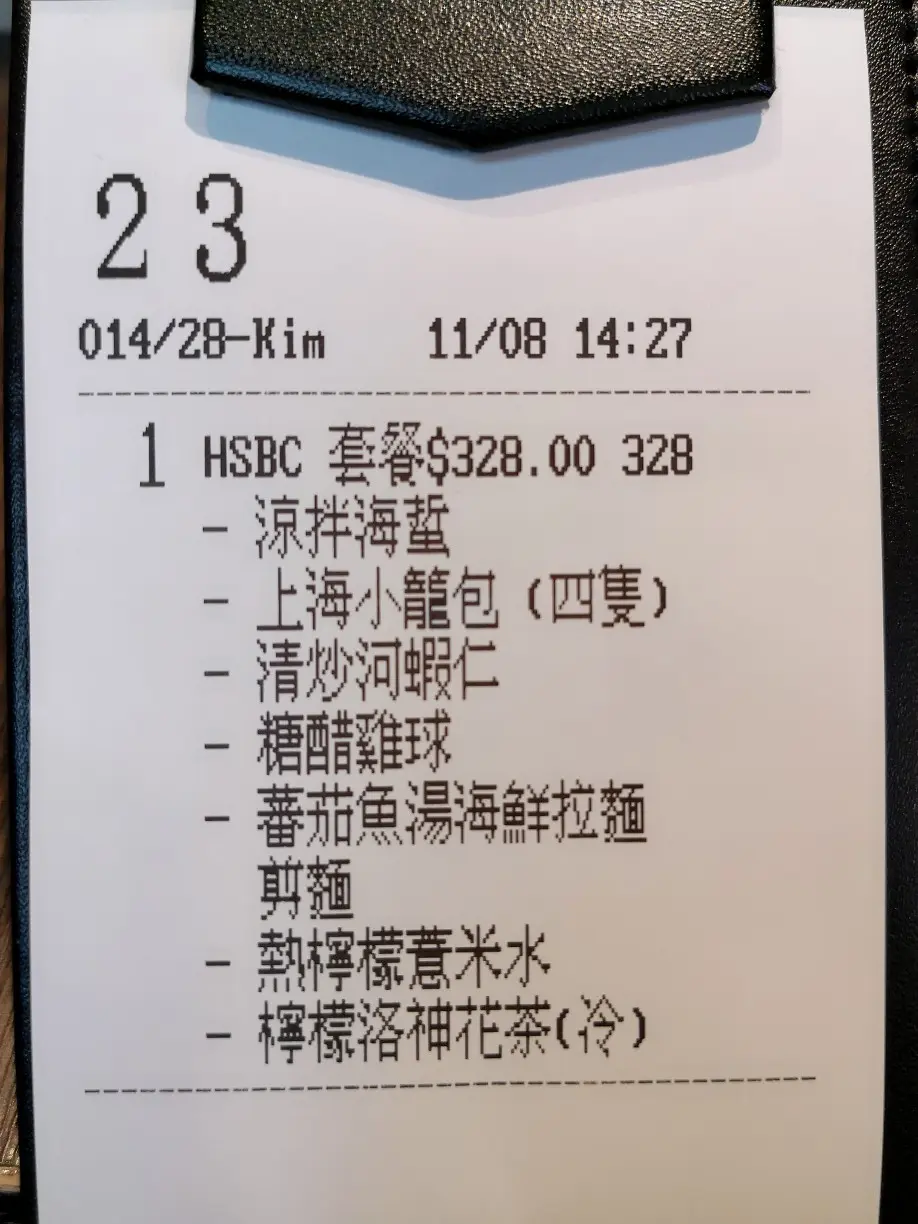 23
014/28-Kim 11/08 14:27
1 HSBC 套餐$328.00 328
- 涼拌海蜇
- 上海小籠包 (四隻)
- 清炒河蝦仁
- 糖醋雞球
- 蕃茄魚湯海鮮拉麵
剪麵
- 熱檸檬薏米水
- 檸檬洛神花茶(冷)